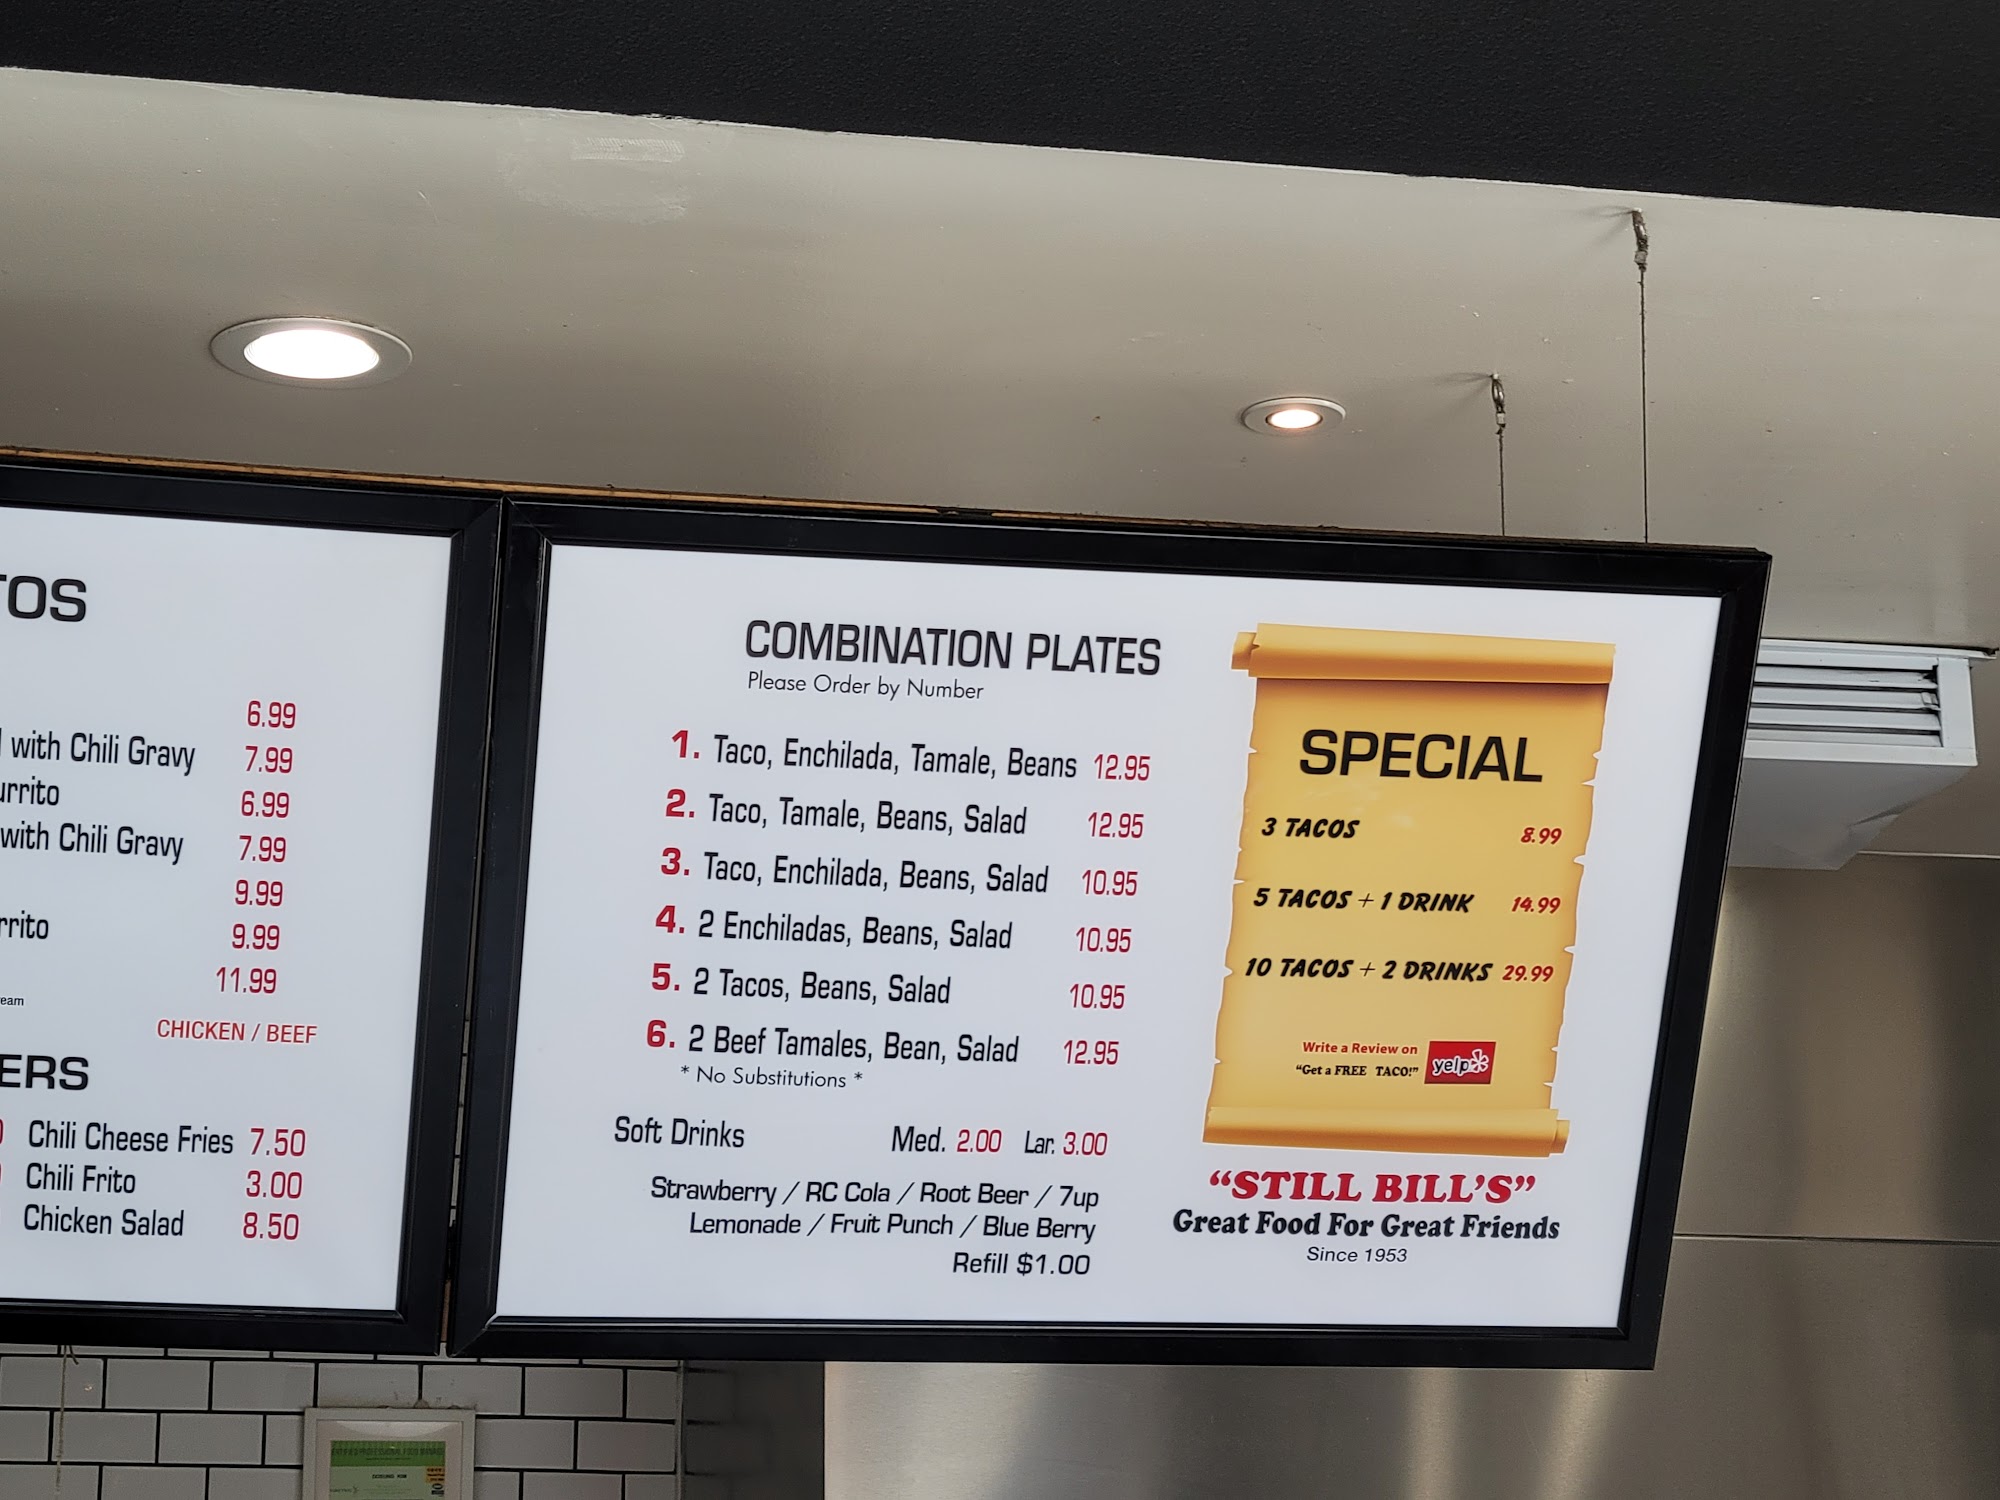 TOS
6.99
with Chili Gravy 7.99
urrito 6.99
with Chili Gravy 7.99
9.99
rrito 9.99
11.99
eam
CHICKEN / BEEF
ERS
Chili Cheese Fries 7.50
Chili Frito 3.00
Chicken Salad 8.50
COMBINATION PLATES
Please Order by Number
1. Taco, Enchilada, Tamale, Beans 12.95
2. Taco, Tamale, Beans, Salad 12.95
3. Taco, Enchilada, Beans, Salad 10.95
4. 2 Enchiladas, Beans, Salad 10.95
5. 2 Tacos, Beans, Salad 10.95
6. 2 Beef Tamales, Bean, Salad 12.95
* No Substitutions *
Soft Drinks Med. 2.00 Lar. 3.00
Strawberry / RC Cola / Root Beer / 7up
Lemonade / Fruit Punch / Blue Berry
Refill $1.00
SPECIAL
3 TACOS 8.99
5 TACOS + 1 DRINK 14.99
10 TACOS + 2 DRINKS 29.99
Write a Review on
"Get a FREE TACO!"
yelp
"STILL BILL'S"
Great Food For Great Friends
Since 1953